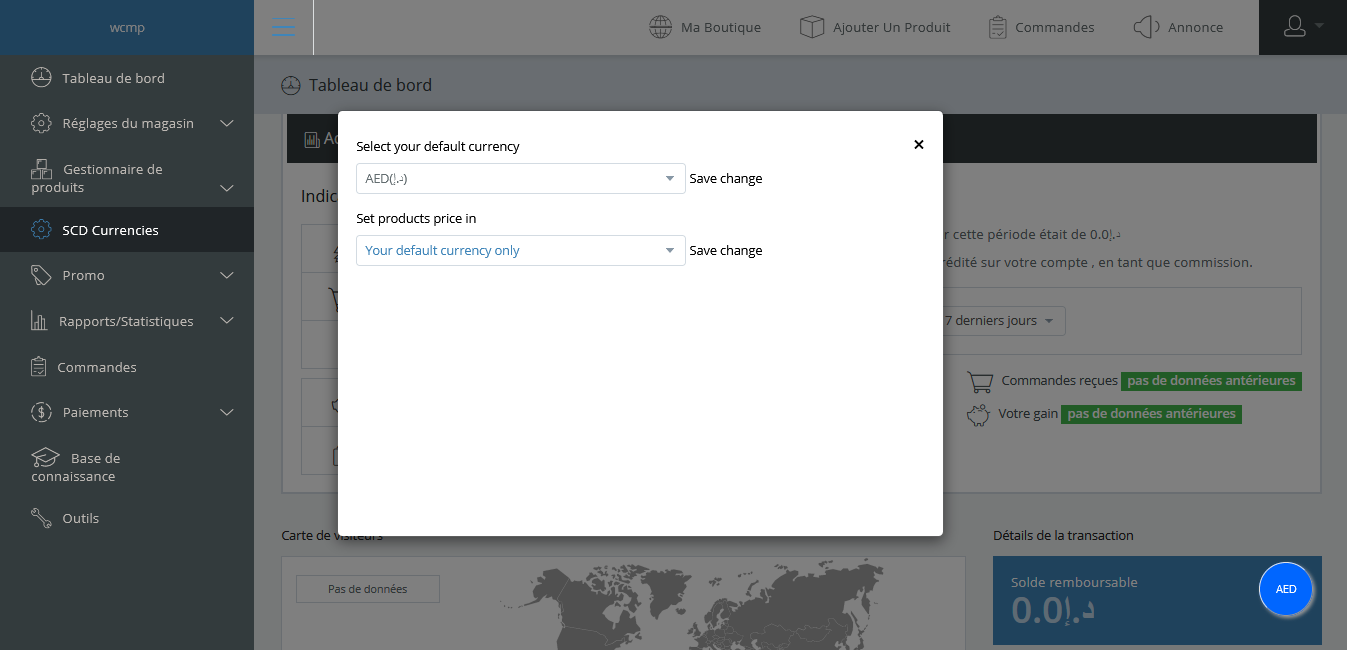 wcmp
Ma Boutique
Ajouter Un Produit
Commandes
Annonce
Tableau de bord
Réglages du magasin
Gestionnaire de
produits
SCD Currencies
Promo
Rapports/Statistiques
Commandes
Paiements
Base de
connaissance
Outils
Tableau de bord
Select your default currency
AED(د.إ)
Save change
Set products price in
Your default currency only
Save change
Indic
cette période était de 0.0د.إ
sur votre compte , en tant que commission.
7 derniers jours
Commandes reçues pas de données antérieures
Votre gain pas de données antérieures
Carte de visiteurs
Pas de données
Détails de la transaction
Solde remboursable
0.0د.إ
AED